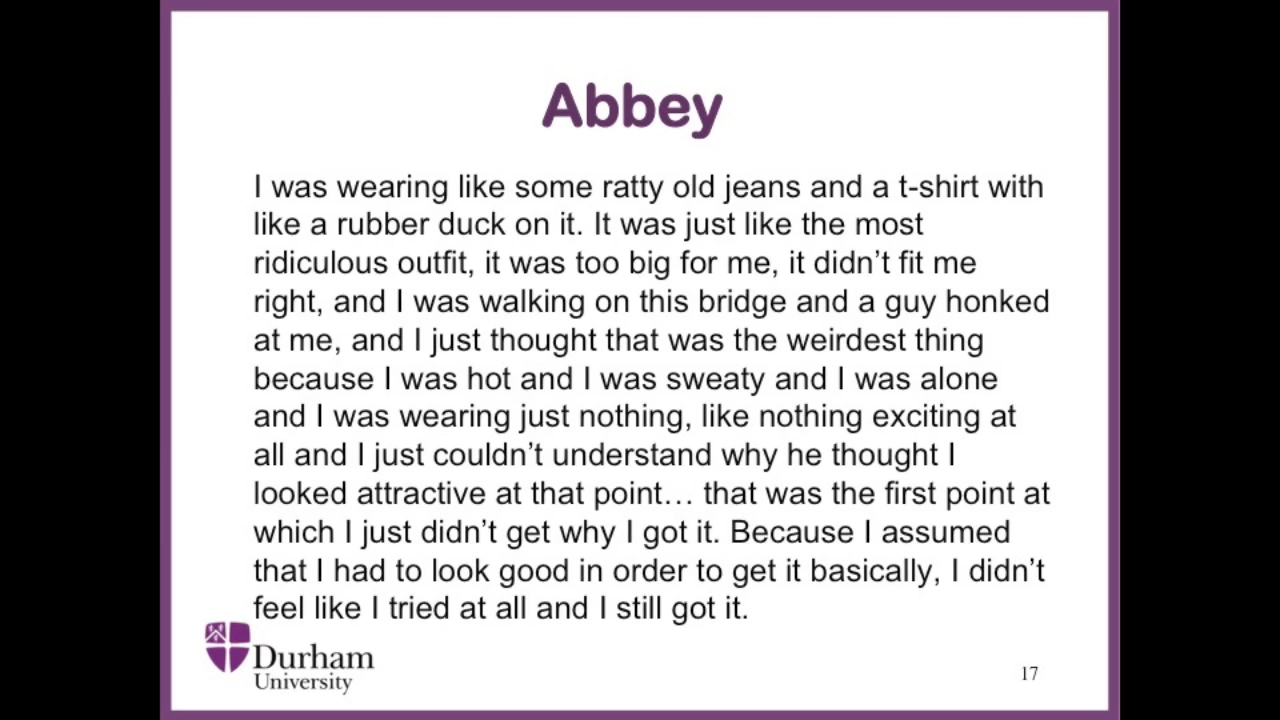 Abbey
I was wearing like some ratty old jeans and a t-shirt with
like a rubber duck on it. It was just like the most
ridiculous outfit, it was too big for me, it didn’t fit me
right, and I was walking on this bridge and a guy honked
at me, and I just thought that was the weirdest thing
because I was hot and I was sweaty and I was alone
and I was wearing just nothing, like nothing exciting at
all and I just couldn’t understand why he thought I
looked attractive at that point… that was the first point at
which I just didn’t get why I got it. Because I assumed
that I had to look good in order to get it basically, I didn’t
feel like I tried at all and I still got it.
Durham
University
17